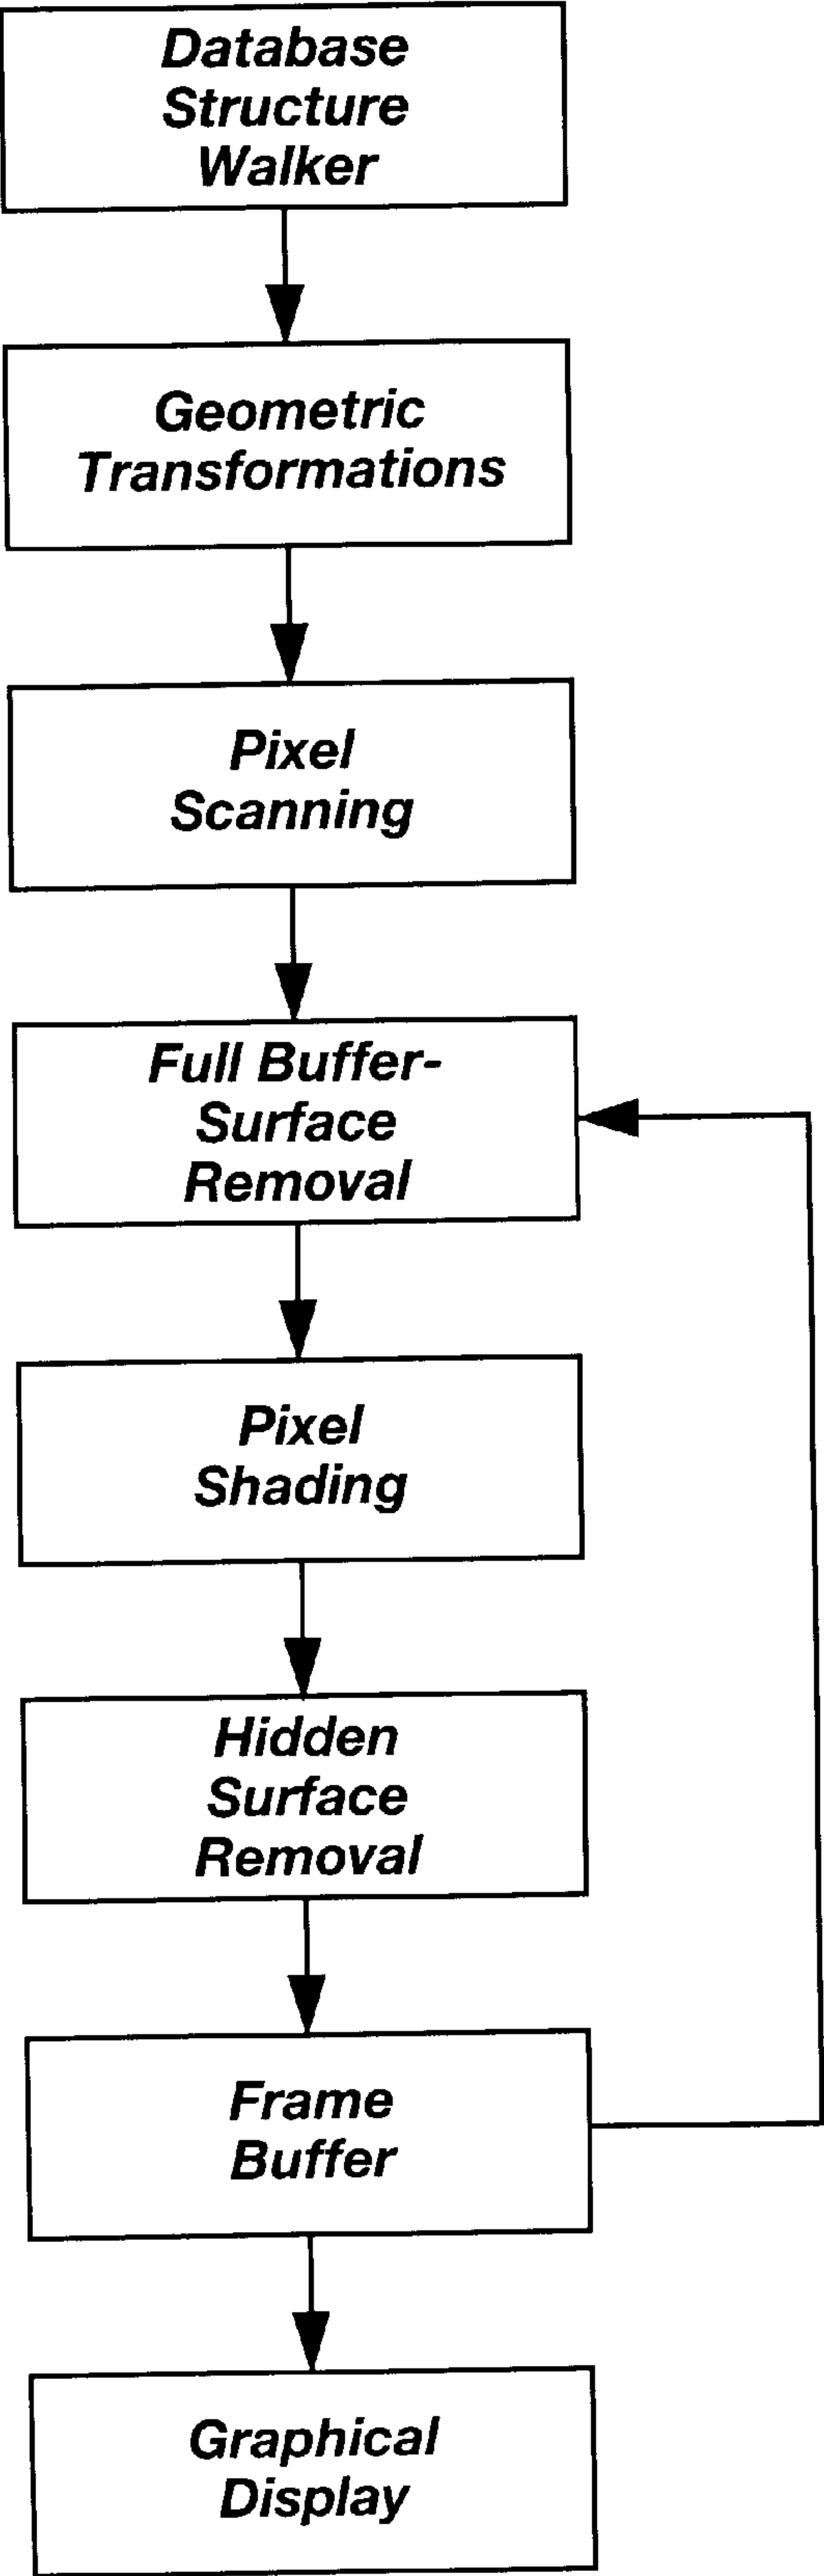 Database
Structure
Walker
Geometric
Transformations
Pixel
Scanning
Full Buffer-
Surface
Removal
Pixel
Shading
Hidden
Surface
Removal
Frame
Buffer
Graphical
Display